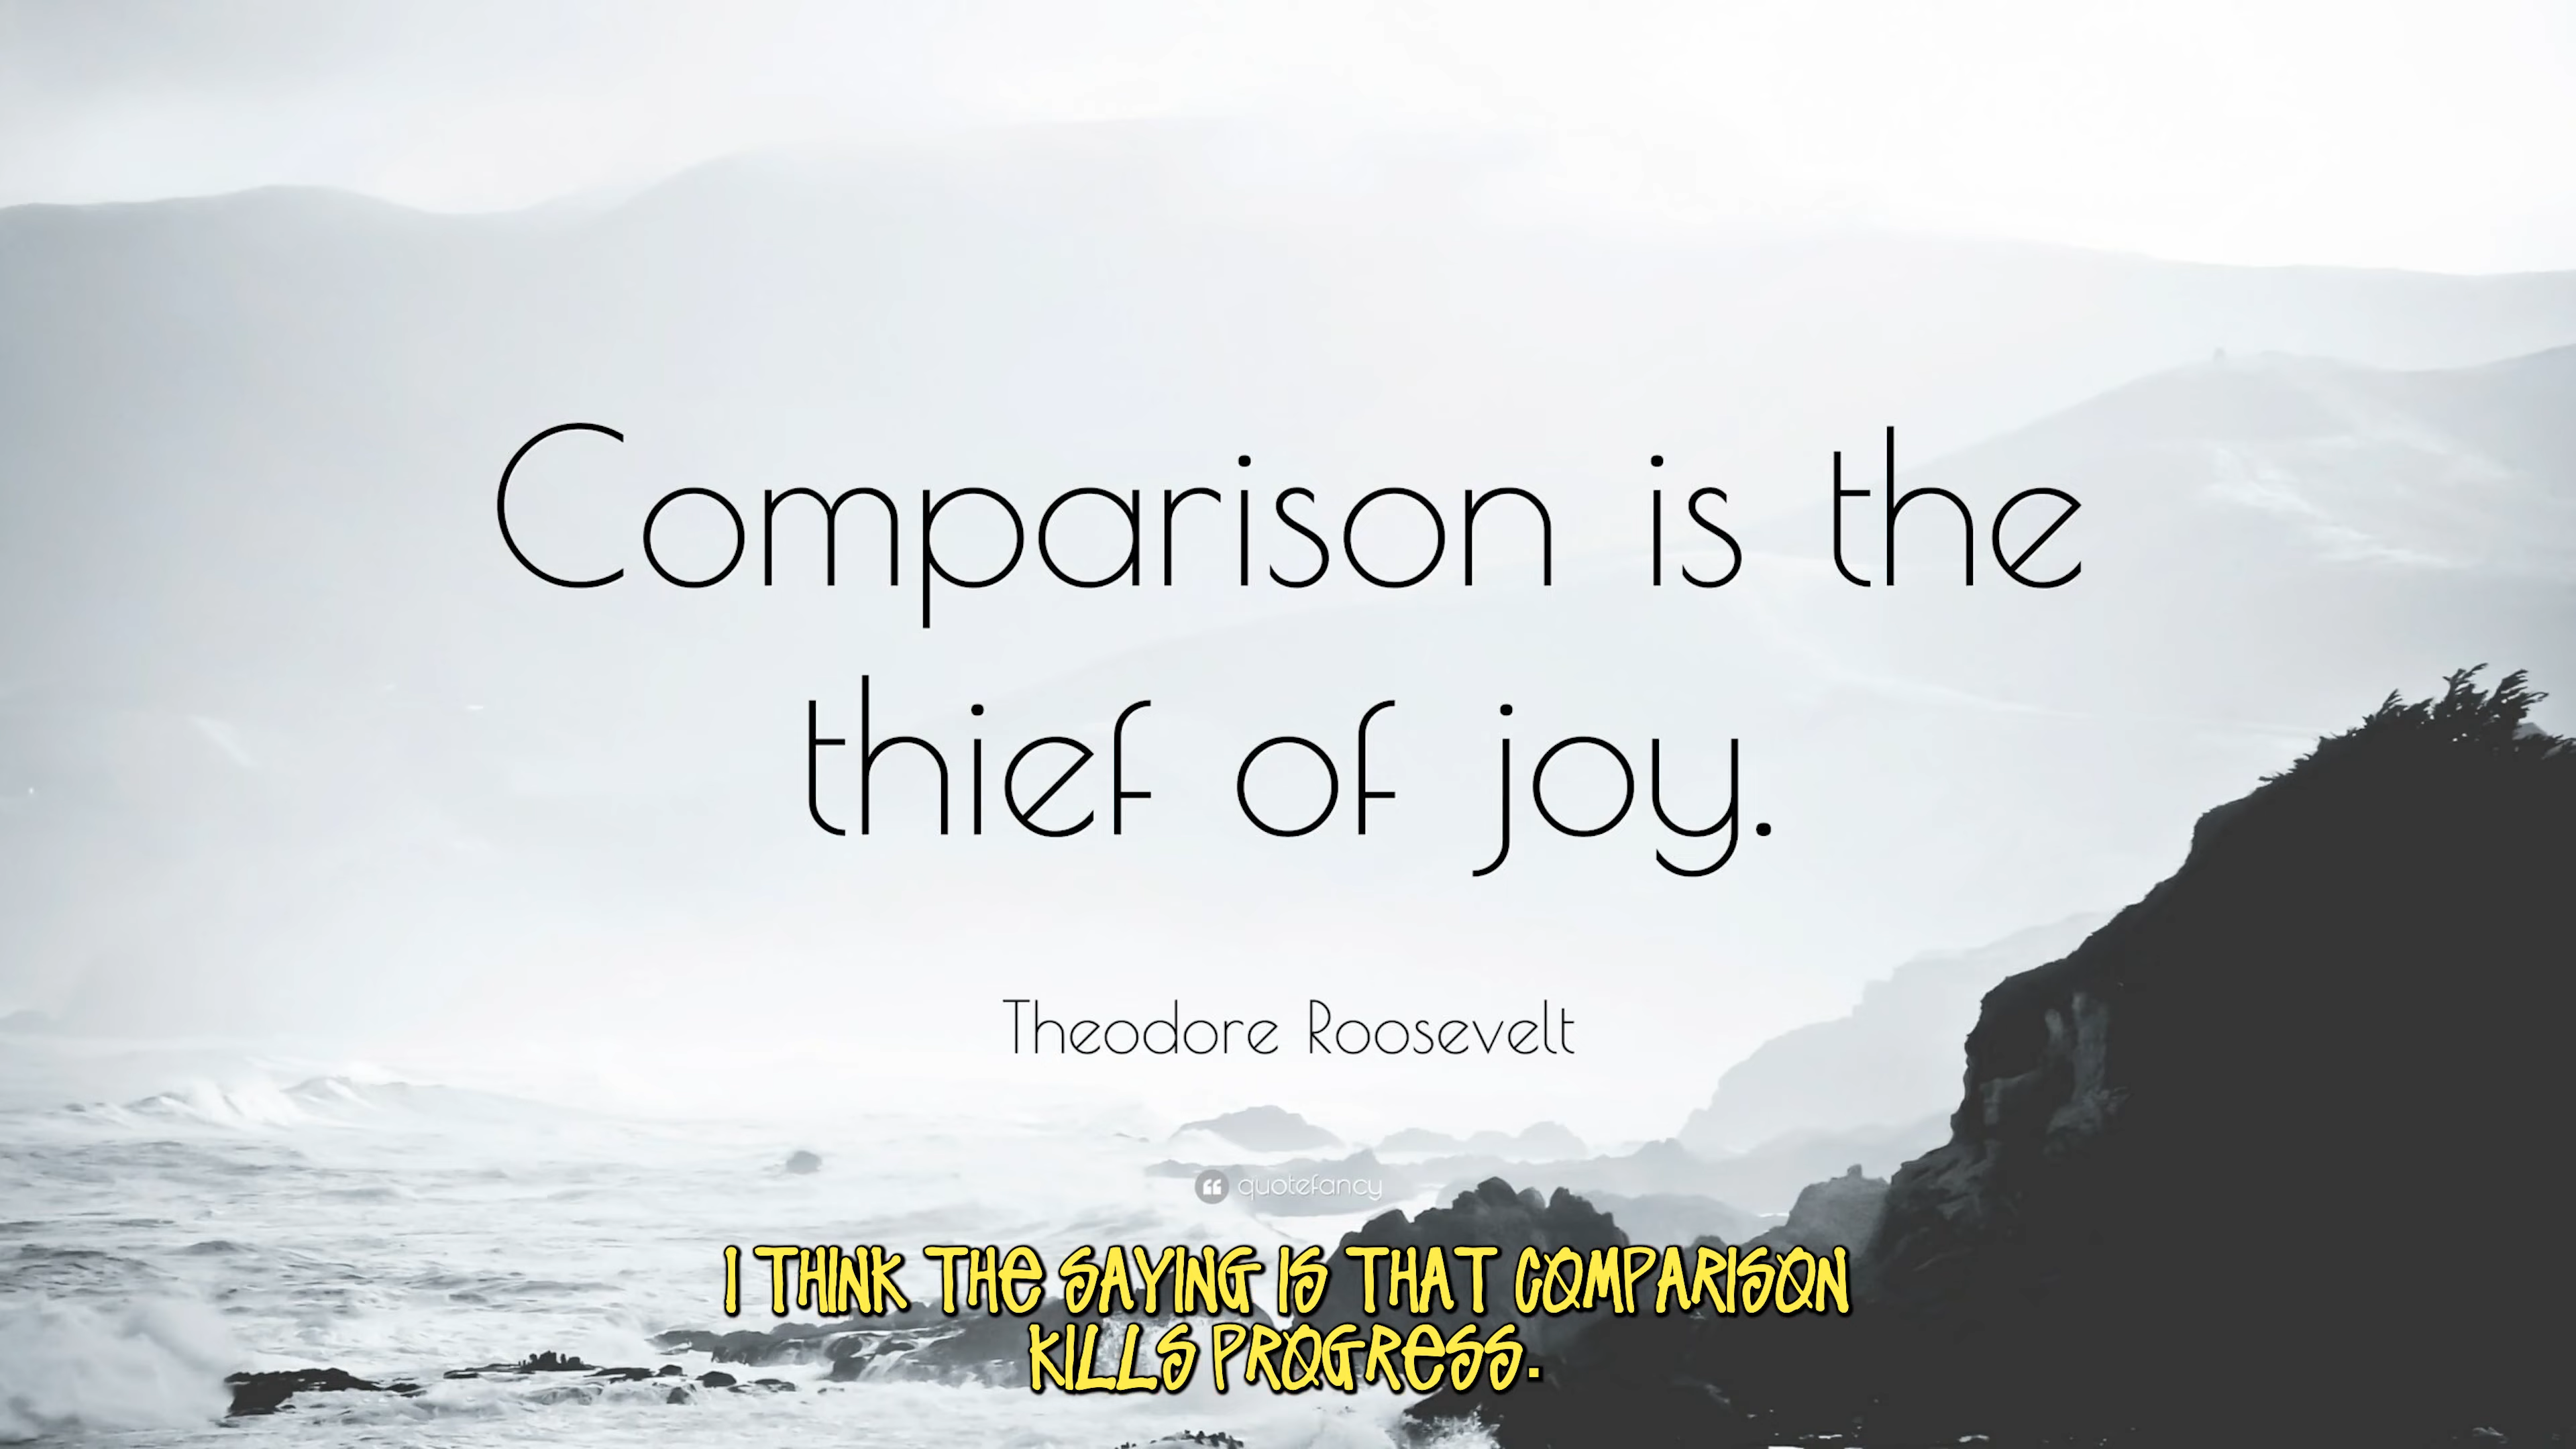 Comparison is the
thief of joy.
Theodore Roosevelt
quotefancy
I THINK THE SAYING IS THAT COMPARISON
KILLS PROGRESS.